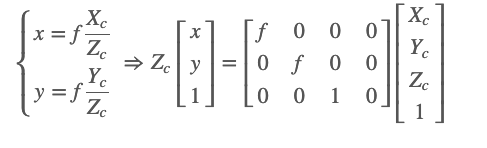 x = f X_c / Z_c
y = f Y_c / Z_c
⇒ Z_c [x y 1] = [f 0 0 0
0 f 0 0
0 0 1 0] [X_c Y_c Z_c 1]